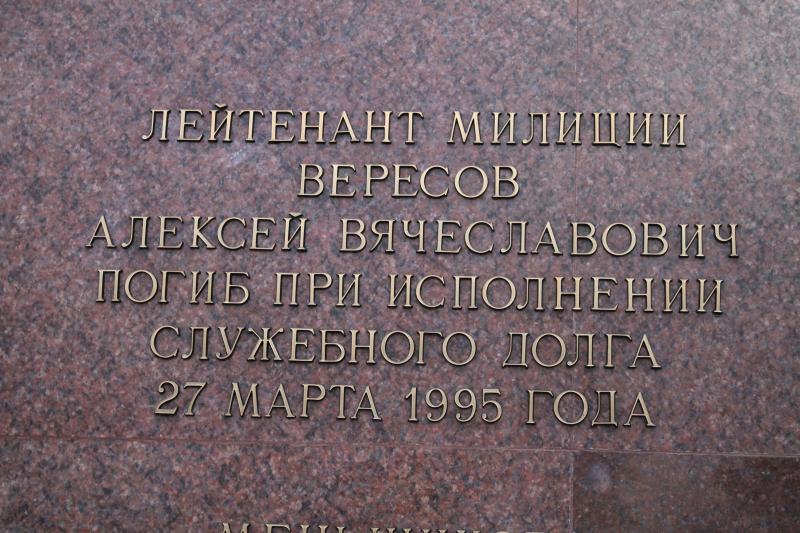 ЛЕЙТЕНАНТ МИЛИЦИИ
ВЕРЕСОВ
АЛЕКСЕЙ ВЯЧЕСЛАВОВИЧ
ПОГИБ ПРИ ИСПОЛНЕНИИ
СЛУЖЕБНОГО ДОЛГА
27 МАРТА 1995 ГОДА